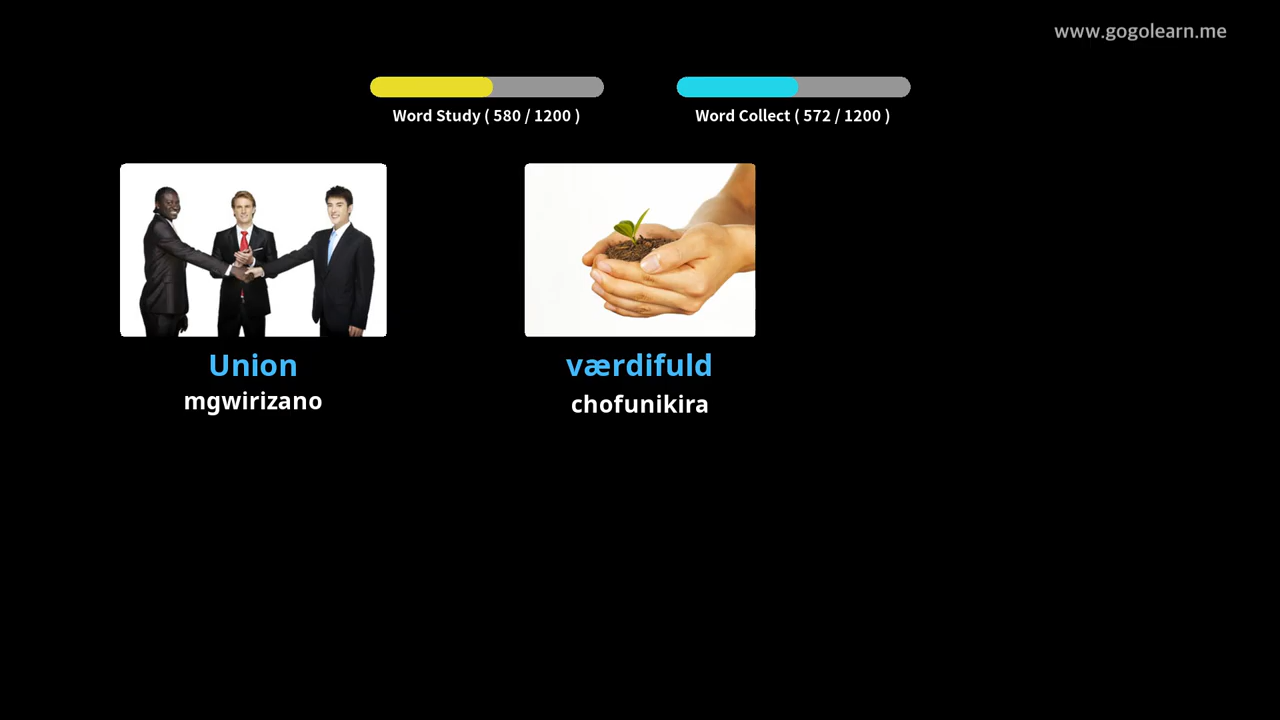 www.gogolearn.me
Word Study ( 580 / 1200 )
Word Collect ( 572 / 1200 )
Union
mgwirizano
værdifuld
chofunikira